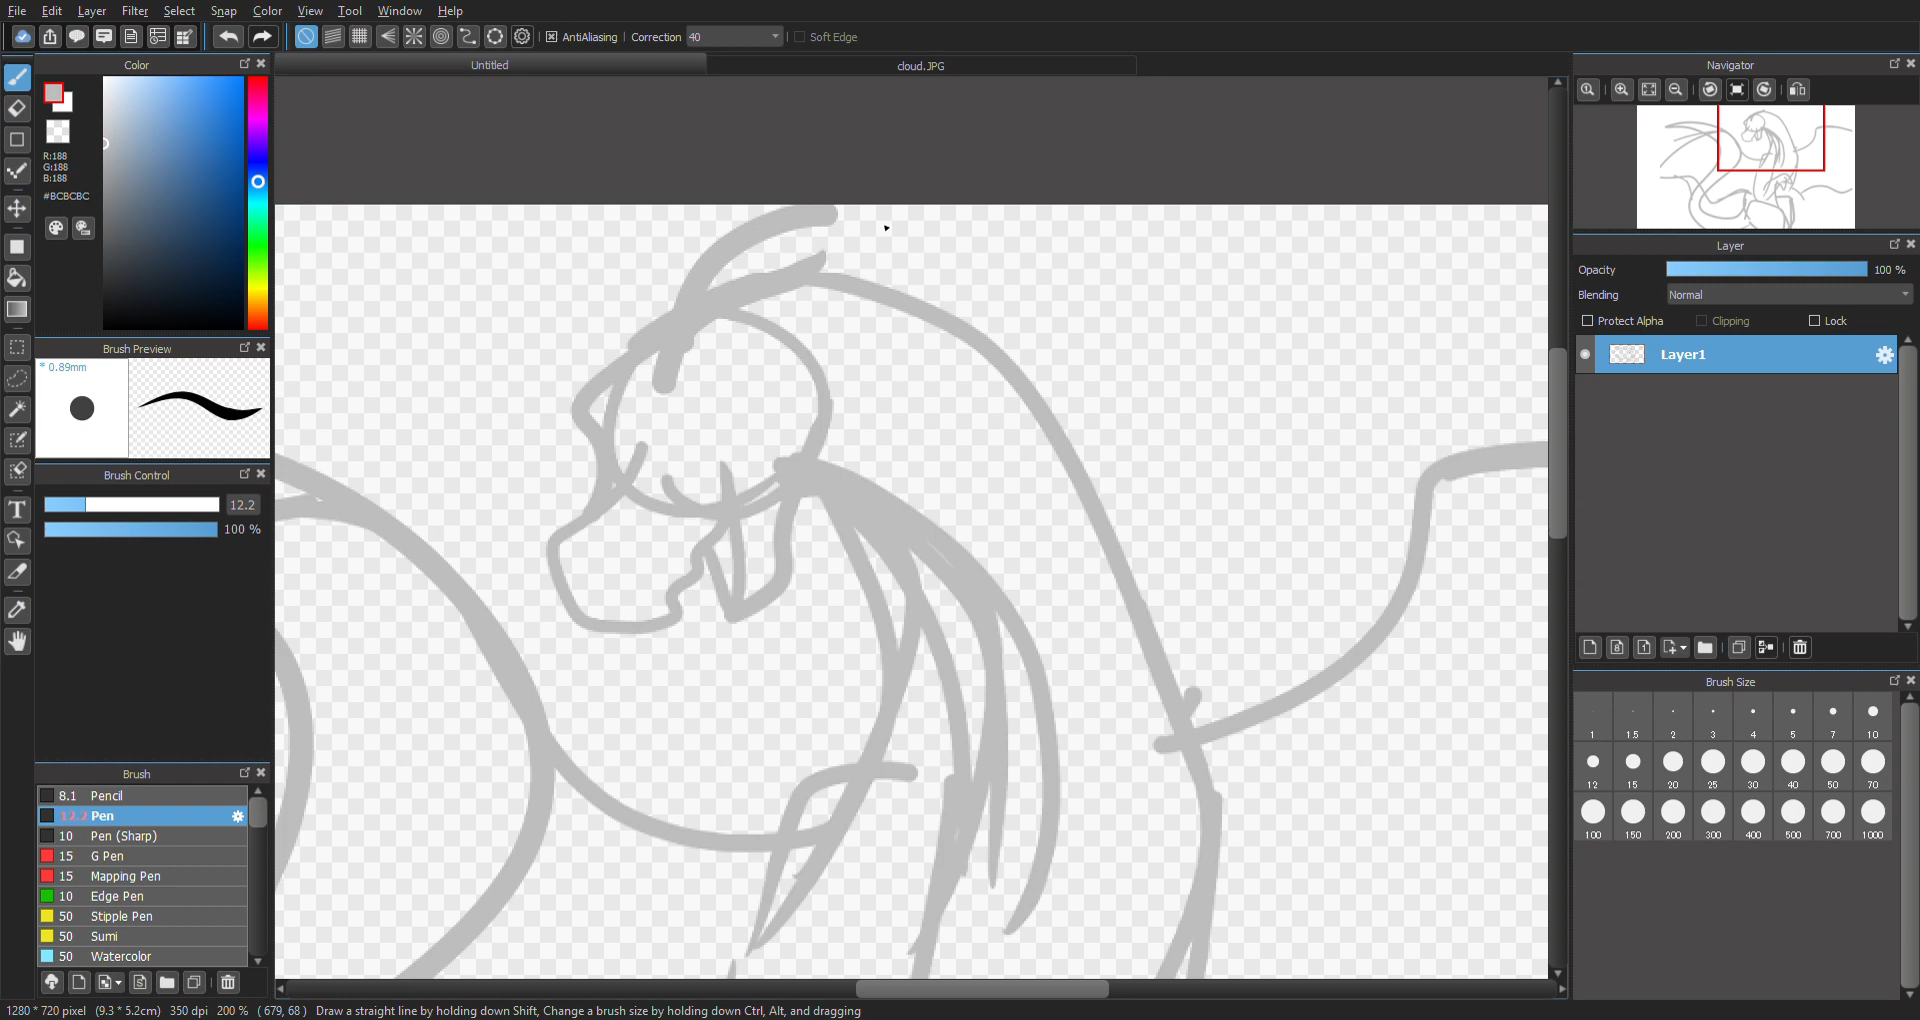 File Edit Layer Filter Select Snap Color View Tool Window Help
AntiAliasing Correction 40 Soft Edge
Color
Untitled
cloud.JPG
Navigator
R:188
G:188
B:188
#BCBCBC
Layer
Opacity 100 %
Blending Normal
Protect Alpha Clipping Lock
Layer1
Brush Preview
* 0.89mm
Brush Control
12.2
100 %
Brush Size
1 1.5 2 3 4 5 7 10
12 15 20 25 30 40 50 70
100 150 200 300 400 500 700 1000
Brush
8.1 Pencil
12.2 Pen
10 Pen (Sharp)
15 G Pen
15 Mapping Pen
10 Edge Pen
50 Stipple Pen
50 Sumi
50 Watercolor
1280 * 720 pixel (9.3 * 5.2cm) 350 dpi 200 % ( 679, 68 ) Draw a straight line by holding down Shift, Change a brush size by holding down Ctrl, Alt, and dragging